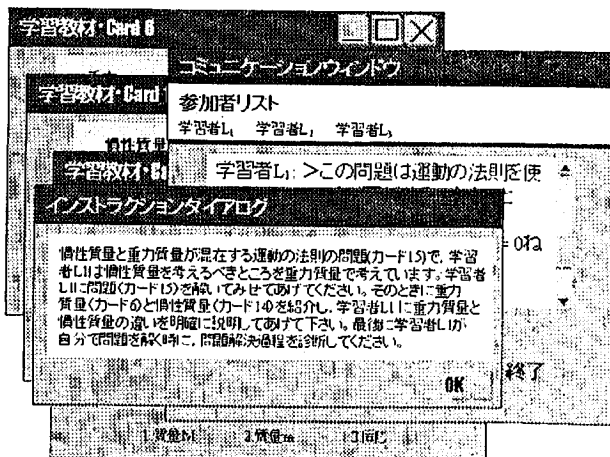 学習教材・Card 6
コミュニケーションウィンドウ
学習教材・Card
参加者リスト
学習者L₁ 学習者L₂ 学習者L₃
慣性質量
学習教材・Ca
学習者L₁: >この問題は運動の法則を使
インストラクションダイアログ
= 0ね
慣性質量と重力質量が混在する運動の法則の問題(カード15)で, 学習
者L1は慣性質量を考えるべきところを重力質量で考えています. 学習者
L1に問題(カード15)を解いてみせてあげて下さい. そのときに重力
質量(カード6)と慣性質量(カード14)を紹介し, 学習者L1に重力質量と
慣性質量の違いを明確に説明してあげて下さい. 最後に学習者L1が
自分で問題を解く時に, 問題解決過程を診断してください.
終了
OK
1.質量M 2.質量m 3.同じ